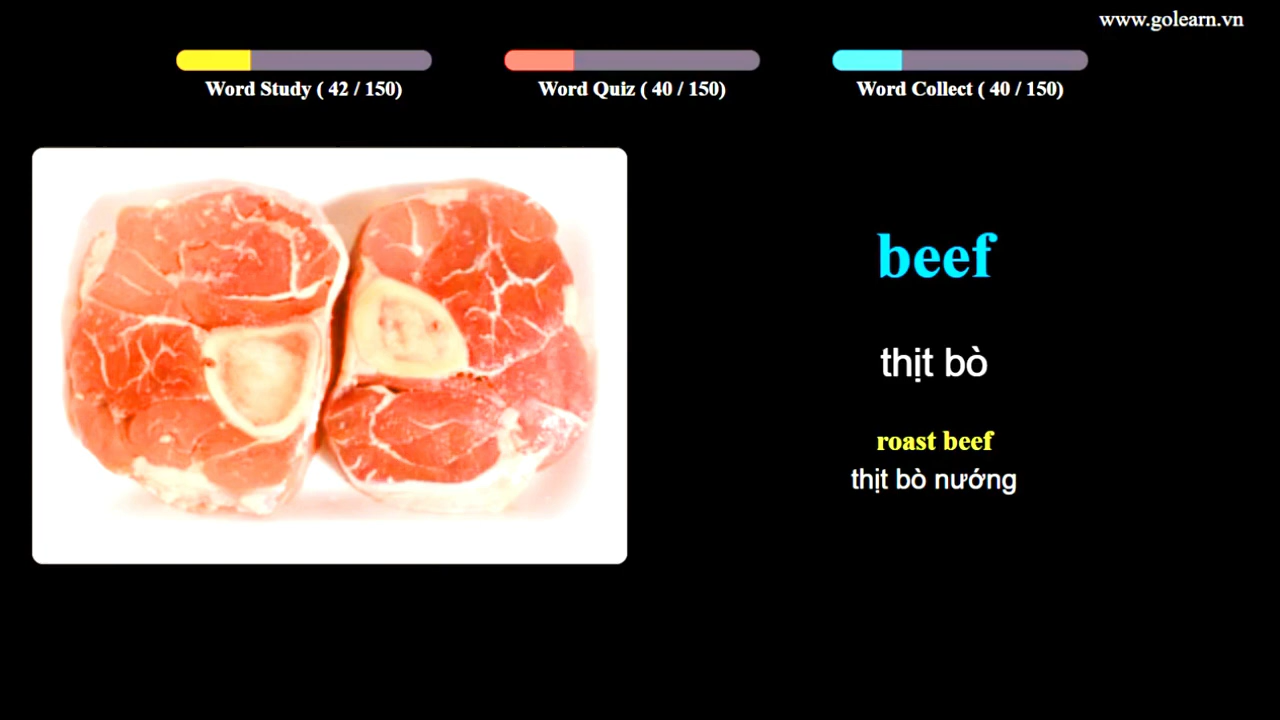 www.golearn.vn
Word Study ( 42 / 150)
Word Quiz ( 40 / 150)
Word Collect ( 40 / 150)
beef
thịt bò
roast beef
thịt bò nướng